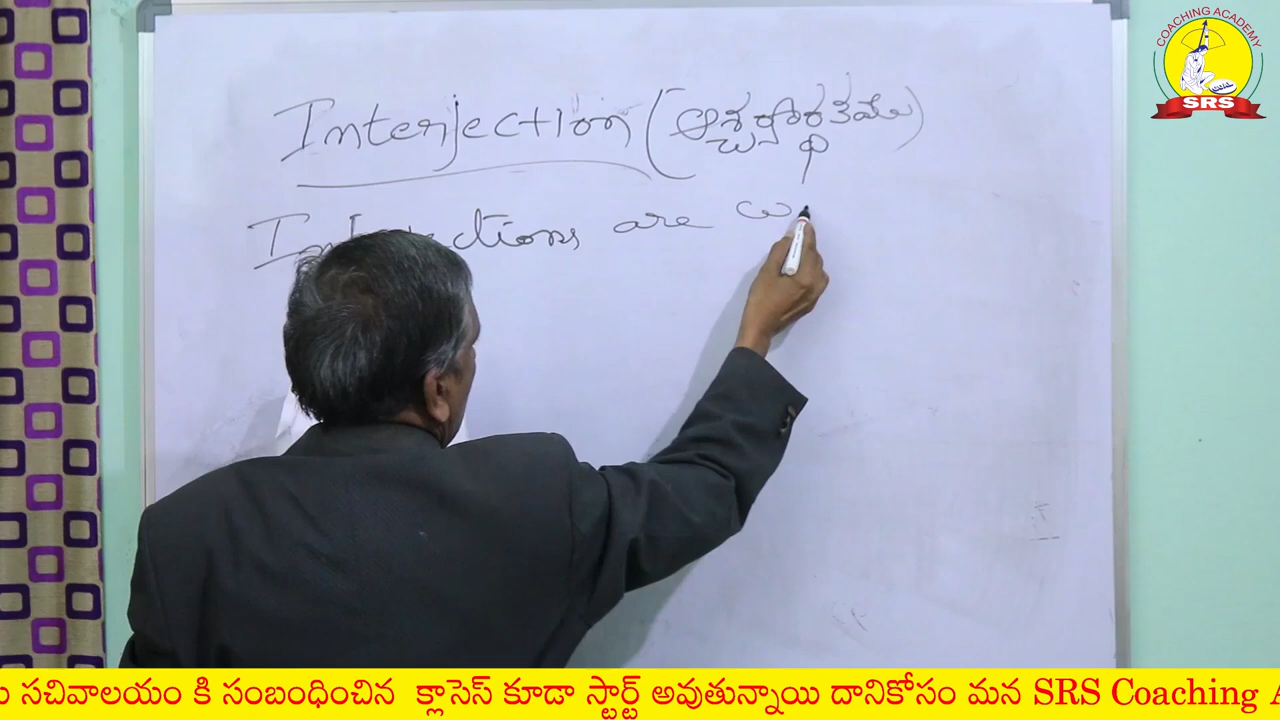 COACHING ACADEMY
SRS
Interjection (ఆశ్చర్యార్థకము)
Interjections are w
సచివాలయం కి సంబంధించిన క్లాసెస్ కూడా స్టార్ట్ అవుతున్నాయి దానికోసం మన SRS Coaching A